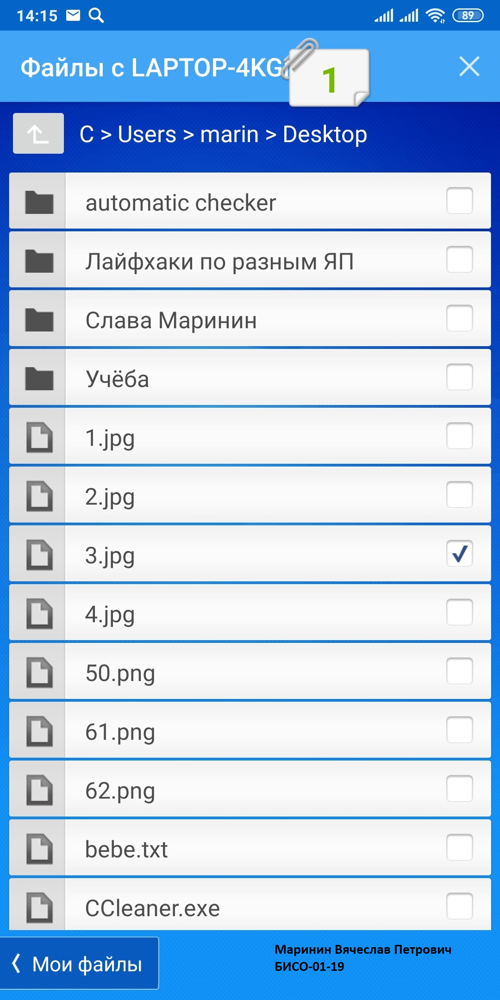 14:15
89
Файлы с LAPTOP-4KG
1
C > Users > marin > Desktop
automatic checker
Лайфхаки по разным ЯП
Слава Маринин
Учёба
1.jpg
2.jpg
3.jpg
4.jpg
50.png
61.png
62.png
bebe.txt
CCleaner.exe
Мои файлы
Маринин Вячеслав Петрович
БИСО-01-19